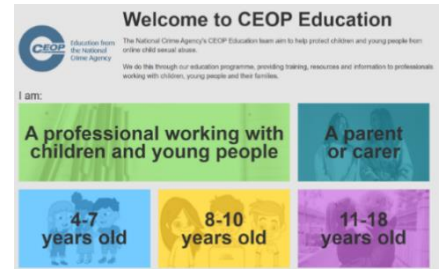 Welcome to CEOP Education
CEOP
Education from
the National
Crime Agency
The National Crime Agency's CEOP Education team aim to help protect children and young people from
online child sexual abuse.
We do this through our education programme, providing training, resources and information to professionals
working with children, young people and their families.
I am:
A professional working with
children and young people
A parent
or carer
4-7
years old
8-10
years old
11-18
years old